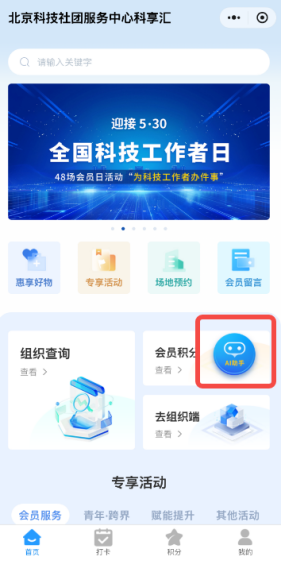 北京科技社团服务中心科享汇
请输入关键字
迎接 5·30
全国科技工作者日
48场会员日活动“为科技工作者办件事”
惠享好物
专享活动
场地预约
会员留言
组织查询
查看 >
会员积分
查看 >
AI助手
去组织端
查看 >
专享活动
会员服务 青年·跨界 赋能提升 其他活动
首页 打卡 积分 我的